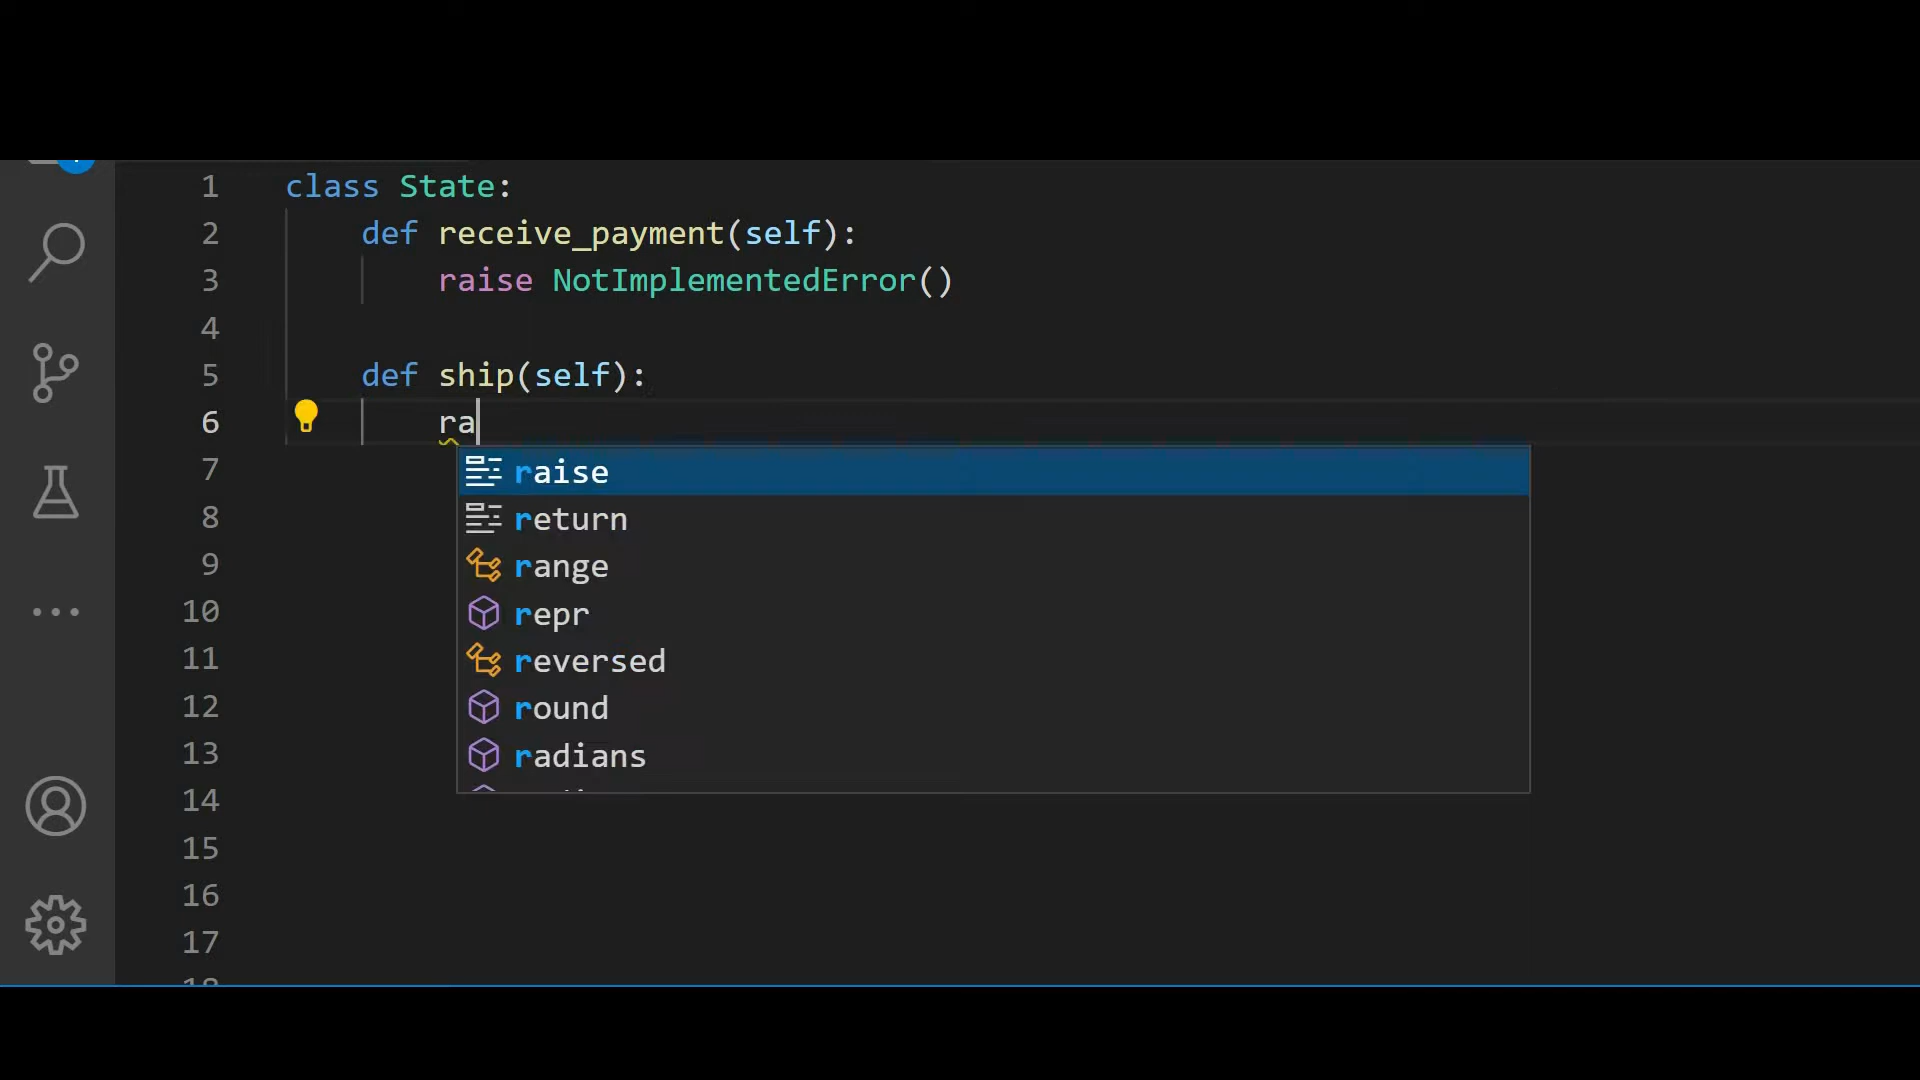 1 class State:
2 def receive_payment(self):
3 raise NotImplementedError()
4
5 def ship(self):
6 ra
7 raise
8 return
9 range
10 repr
11 reversed
12 round
13 radians
14
15
16
17